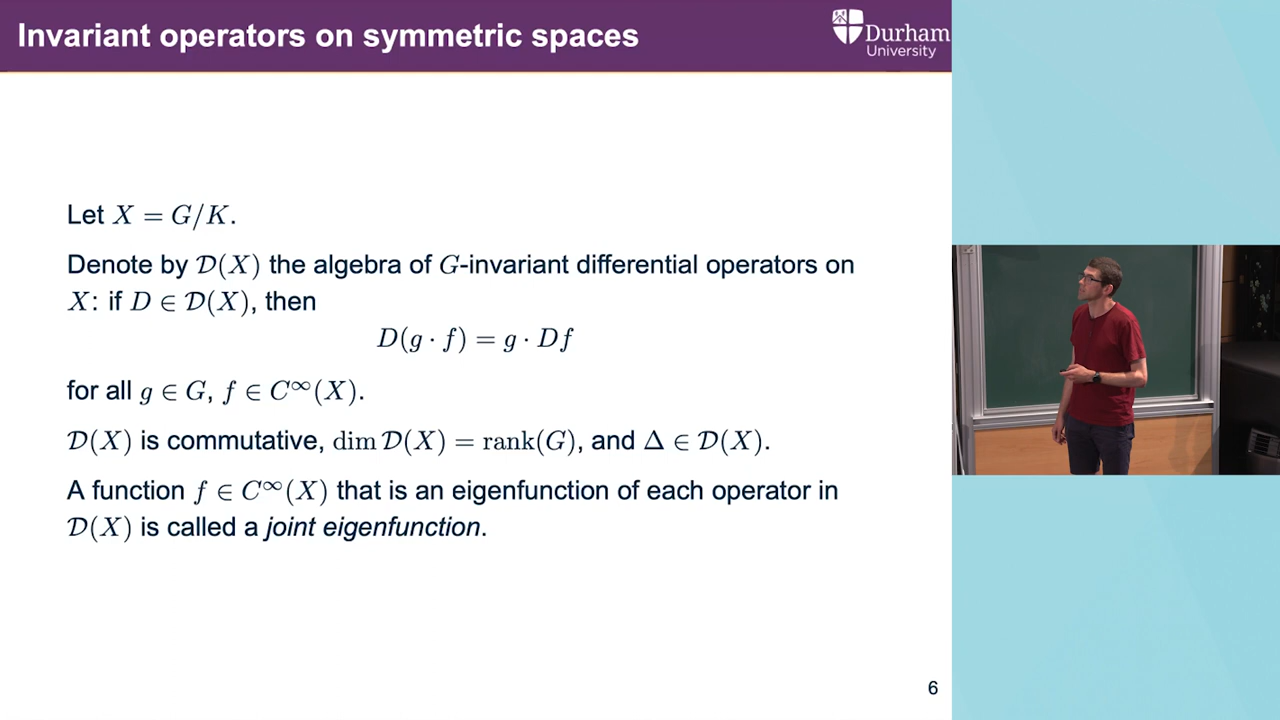 Invariant operators on symmetric spaces
Durham
University
Let X = G/K.
Denote by 𝒟(X) the algebra of G-invariant differential operators on
X: if D ∈ 𝒟(X), then
D(g · f) = g · Df
for all g ∈ G, f ∈ C^∞(X).
𝒟(X) is commutative, dim 𝒟(X) = rank(G), and Δ ∈ 𝒟(X).
A function f ∈ C^∞(X) that is an eigenfunction of each operator in
𝒟(X) is called a joint eigenfunction.
6